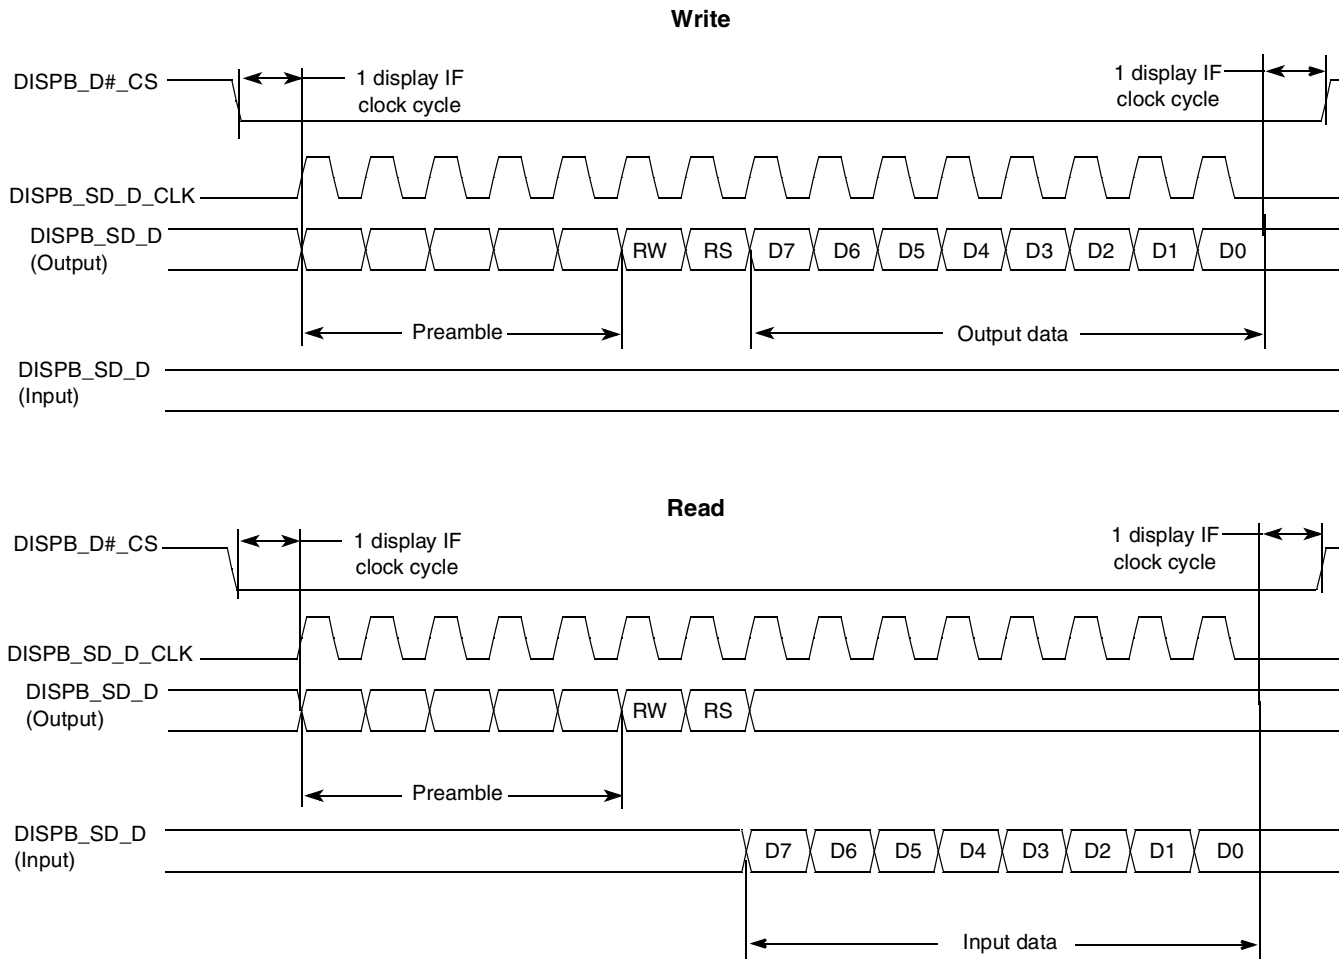 Write
DISPB_D#_CS
1 display IF
clock cycle
1 display IF
clock cycle
DISPB_SD_D_CLK
DISPB_SD_D
(Output)
RW RS D7 D6 D5 D4 D3 D2 D1 D0
Preamble
Output data
DISPB_SD_D
(Input)
Read
DISPB_D#_CS
1 display IF
clock cycle
1 display IF
clock cycle
DISPB_SD_D_CLK
DISPB_SD_D
(Output)
RW RS
Preamble
DISPB_SD_D
(Input)
D7 D6 D5 D4 D3 D2 D1 D0
Input data